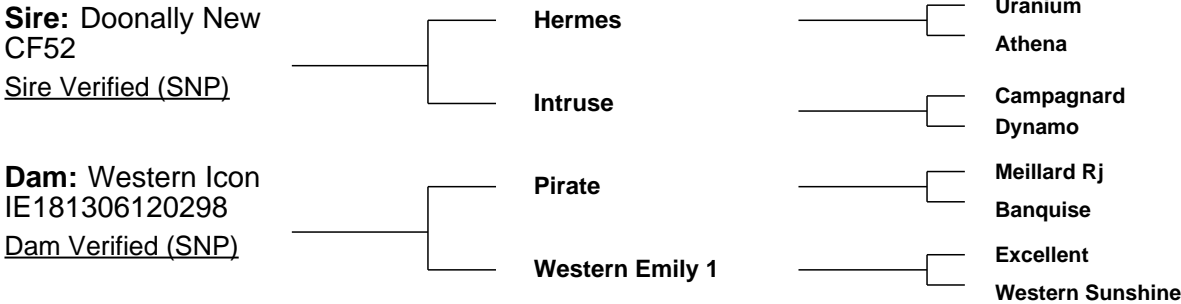 Sire: Doonally New
CF52
Sire Verified (SNP)
Dam: Western Icon
IE181306120298
Dam Verified (SNP)
Hermes
Intruse
Pirate
Western Emily 1
Uranium
Athena
Campagnard
Dynamo
Meillard Rj
Banquise
Excellent
Western Sunshine